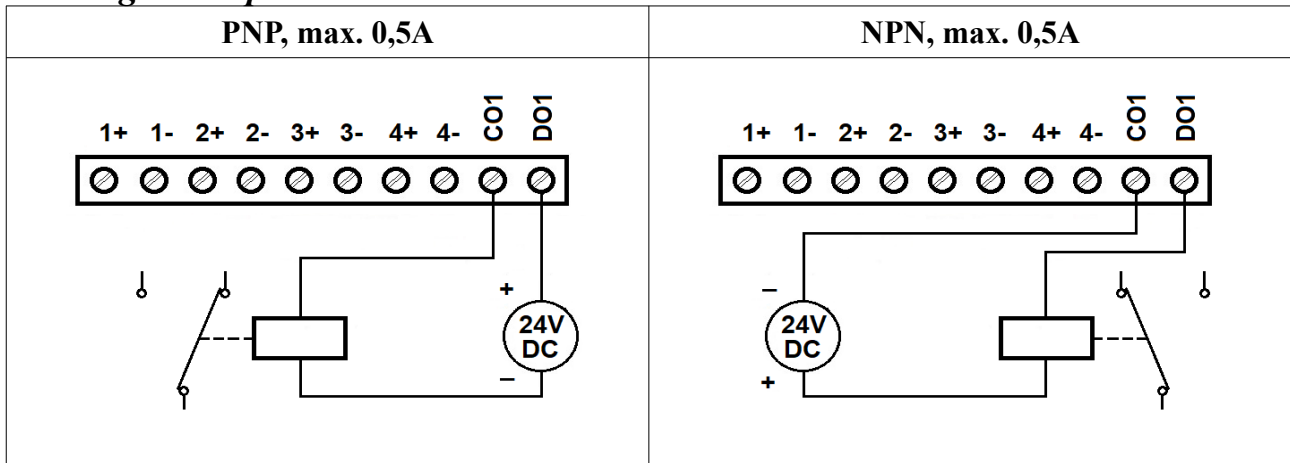 PNP, max. 0,5A
NPN, max. 0,5A
1+ 1- 2+ 2- 3+ 3- 4+ 4- CO1 DO1
+
24V
DC
–
1+ 1- 2+ 2- 3+ 3- 4+ 4- CO1 DO1
–
24V
DC
+